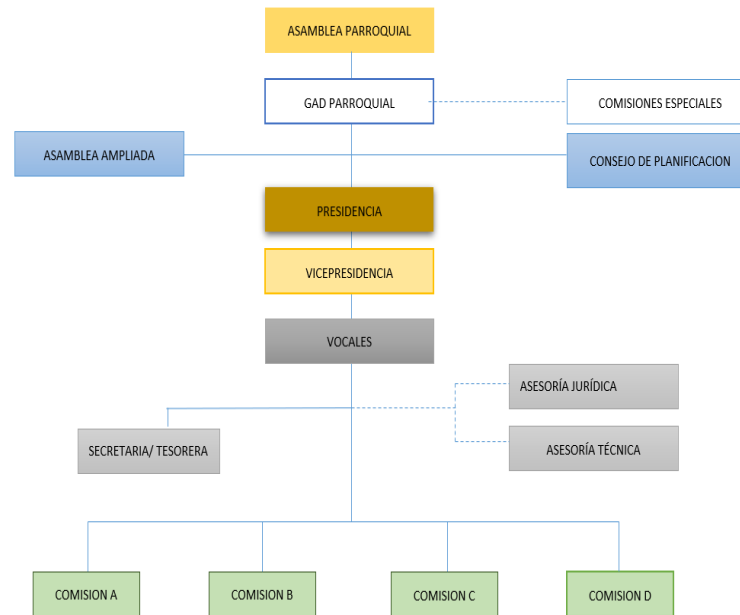 ASAMBLEA PARROQUIAL
GAD PARROQUIAL
COMISIONES ESPECIALES
ASAMBLEA AMPLIADA
CONSEJO DE PLANIFICACION
PRESIDENCIA
VICEPRESIDENCIA
VOCALES
ASESORÍA JURÍDICA
SECRETARIA/ TESORERA
ASESORÍA TÉCNICA
COMISION A
COMISION B
COMISION C
COMISION D